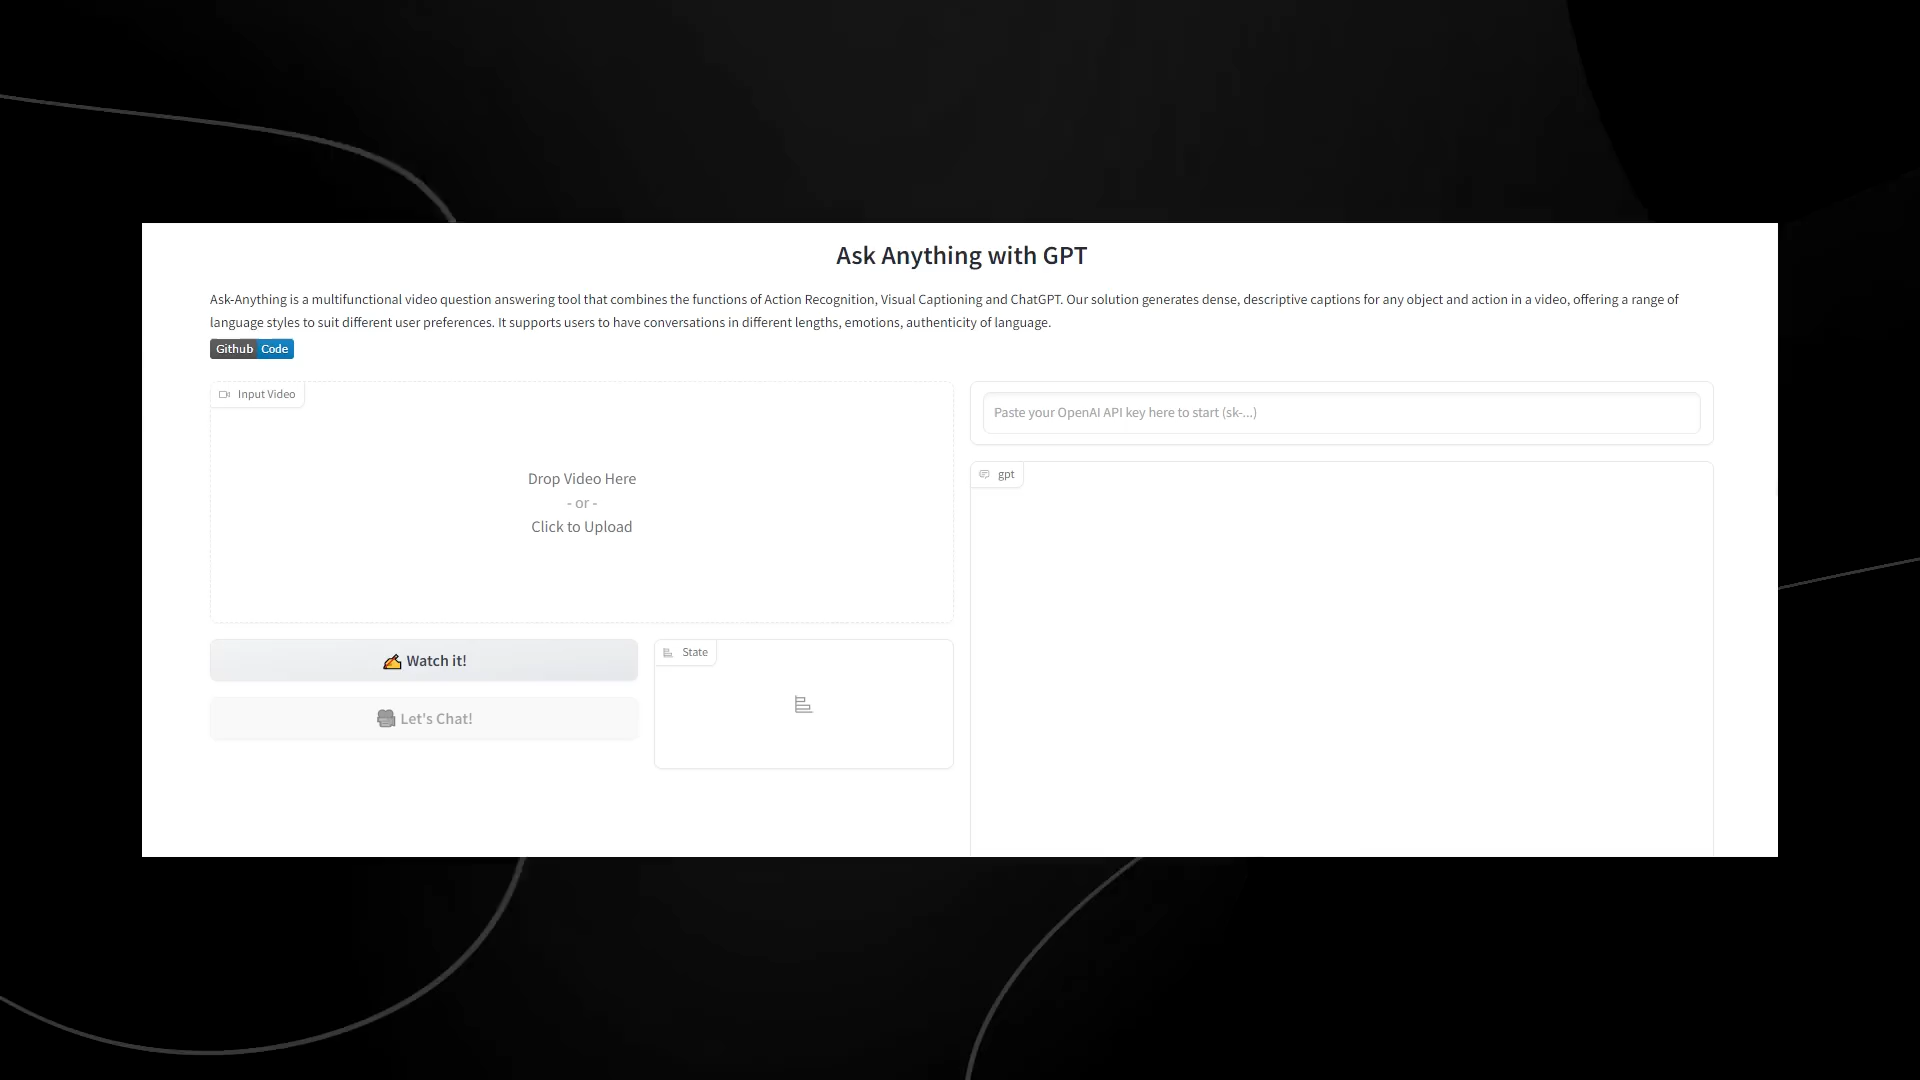 Ask Anything with GPT
Ask-Anything is a multifunctional video question answering tool that combines the functions of Action Recognition, Visual Captioning and ChatGPT. Our solution generates dense, descriptive captions for any object and action in a video, offering a range of
language styles to suit different user preferences. It supports users to have conversations in different lengths, emotions, authenticity of language.
Github Code
Input Video
Drop Video Here
- or -
Click to Upload
Watch it!
Let's Chat!
State
Paste your OpenAI API key here to start (sk-...)
gpt